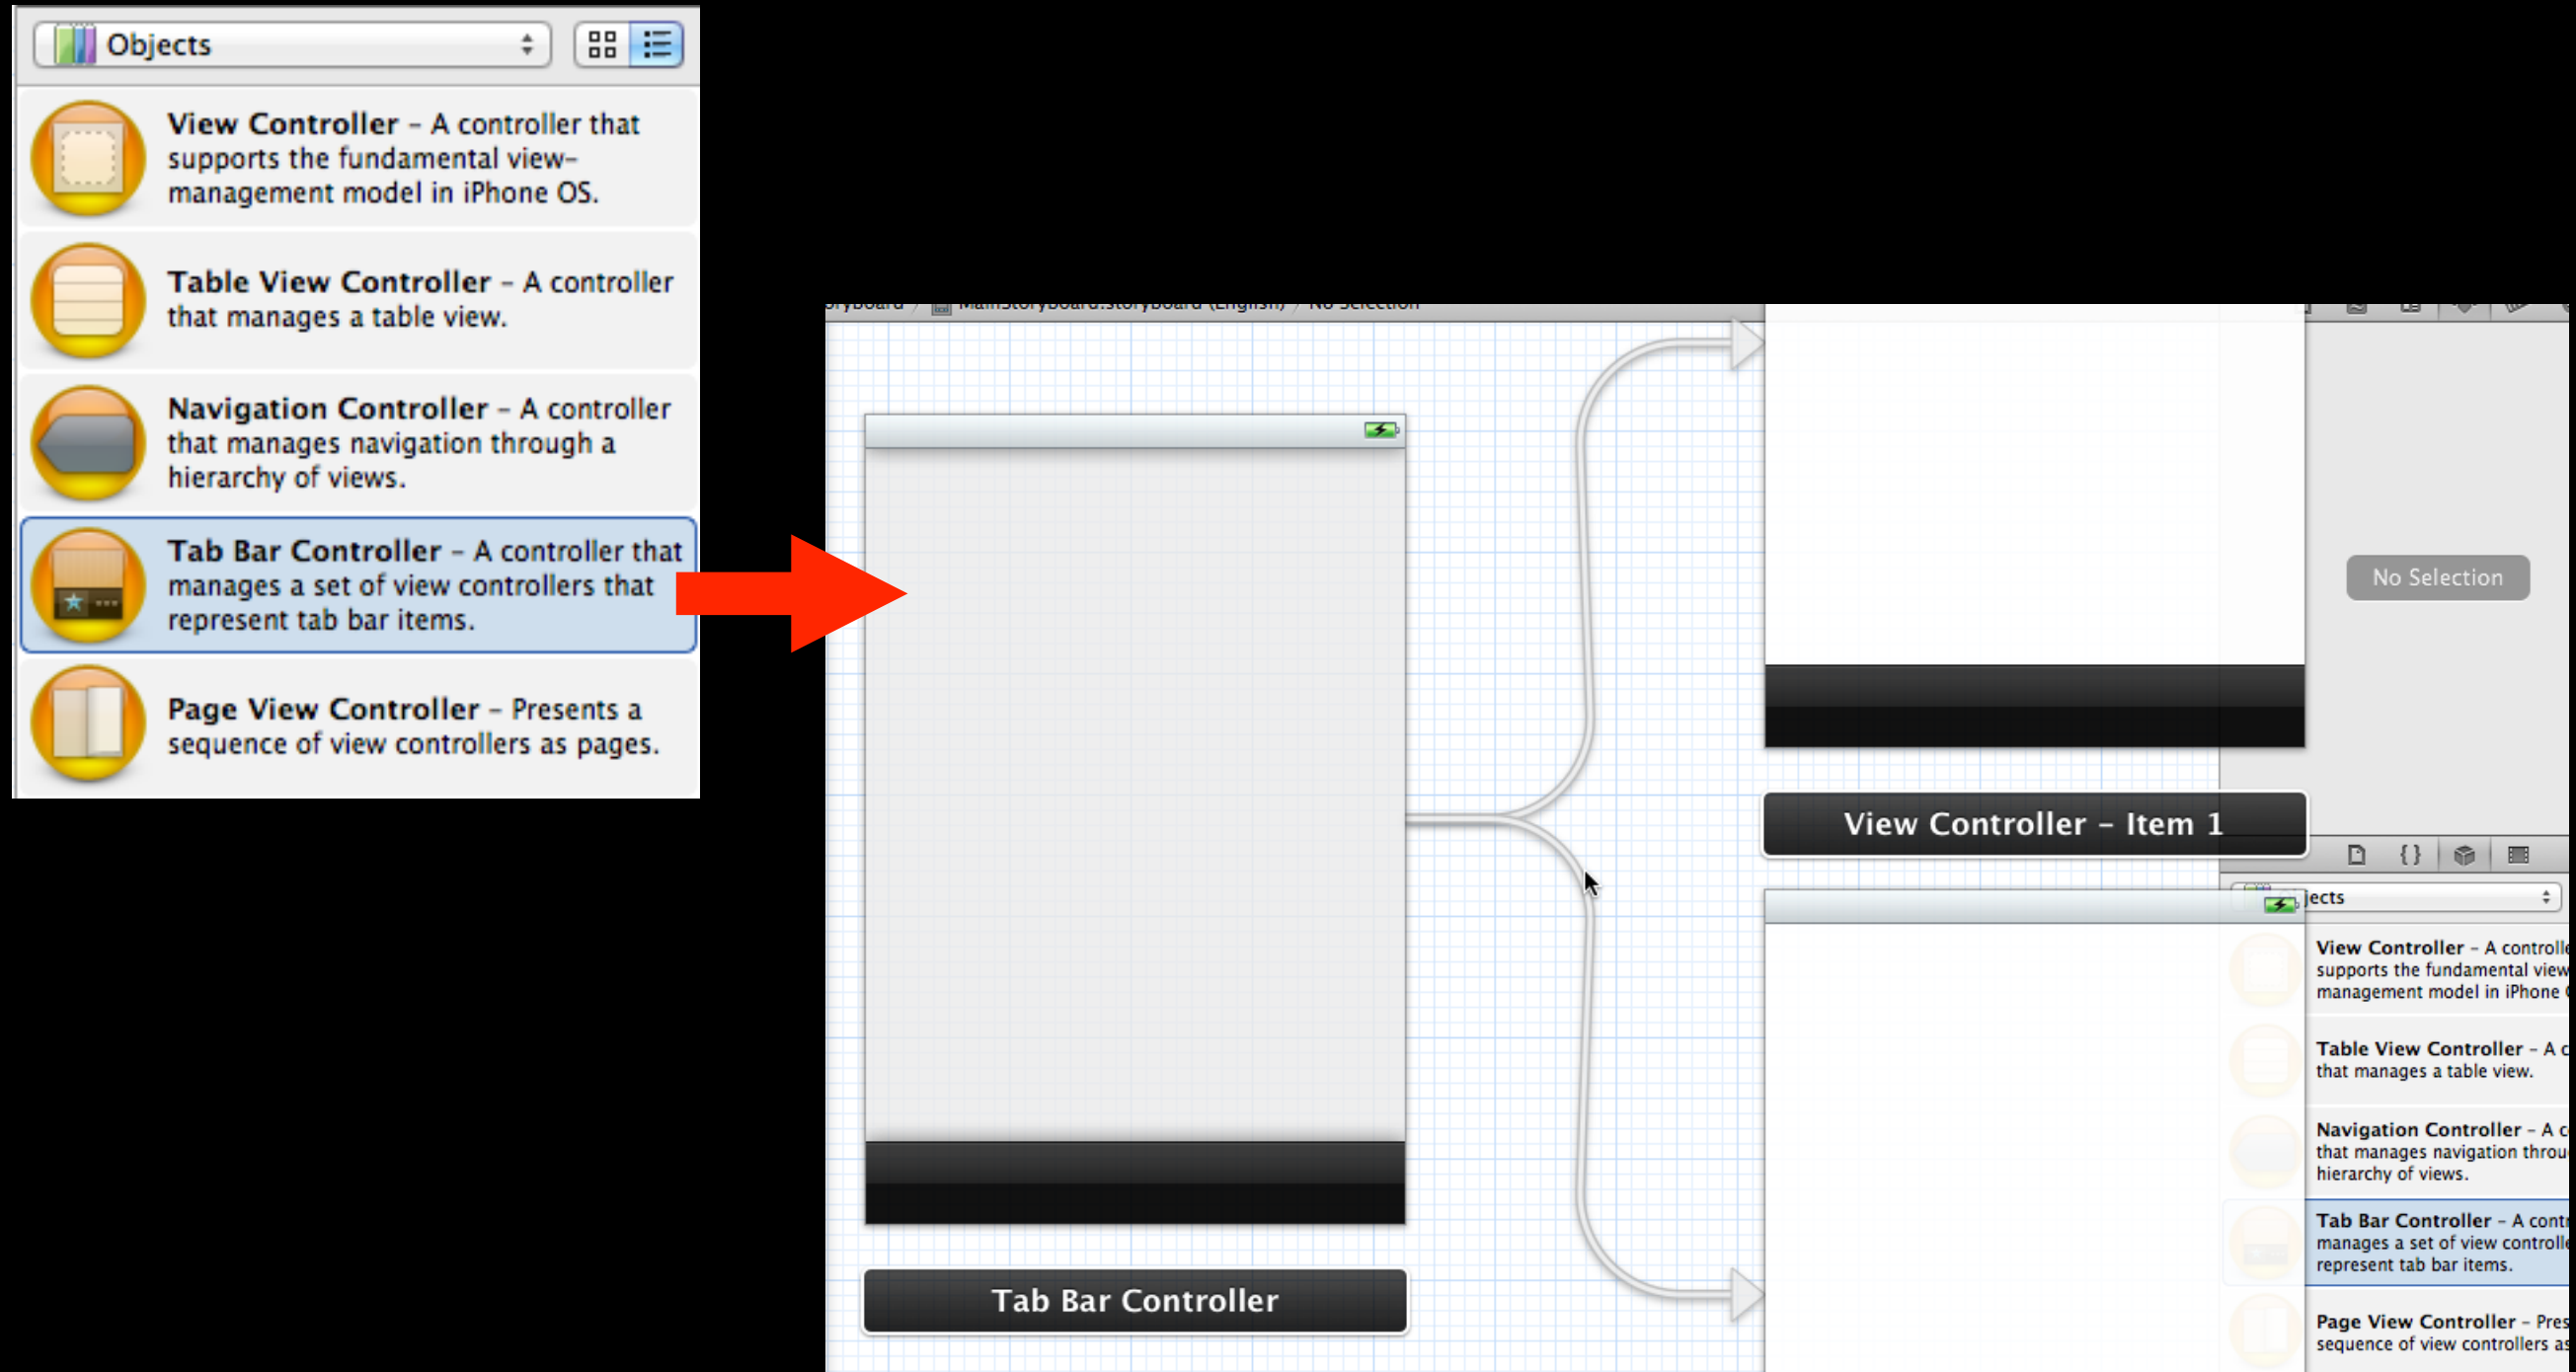 Objects
View Controller – A controller that
supports the fundamental view-
management model in iPhone OS.
Table View Controller – A controller
that manages a table view.
Navigation Controller – A controller
that manages navigation through a
hierarchy of views.
Tab Bar Controller – A controller that
manages a set of view controllers that
represent tab bar items.
Page View Controller – Presents a
sequence of view controllers as pages.
MainStoryboard.storyboard (English) No Selection
No Selection
View Controller – Item 1
Tab Bar Controller
jects
View Controller – A controlle
supports the fundamental view
management model in iPhone
Table View Controller – A c
that manages a table view.
Navigation Controller – A c
that manages navigation throu
hierarchy of views.
Tab Bar Controller – A contr
manages a set of view controlle
represent tab bar items.
Page View Controller – Pres
sequence of view controllers as